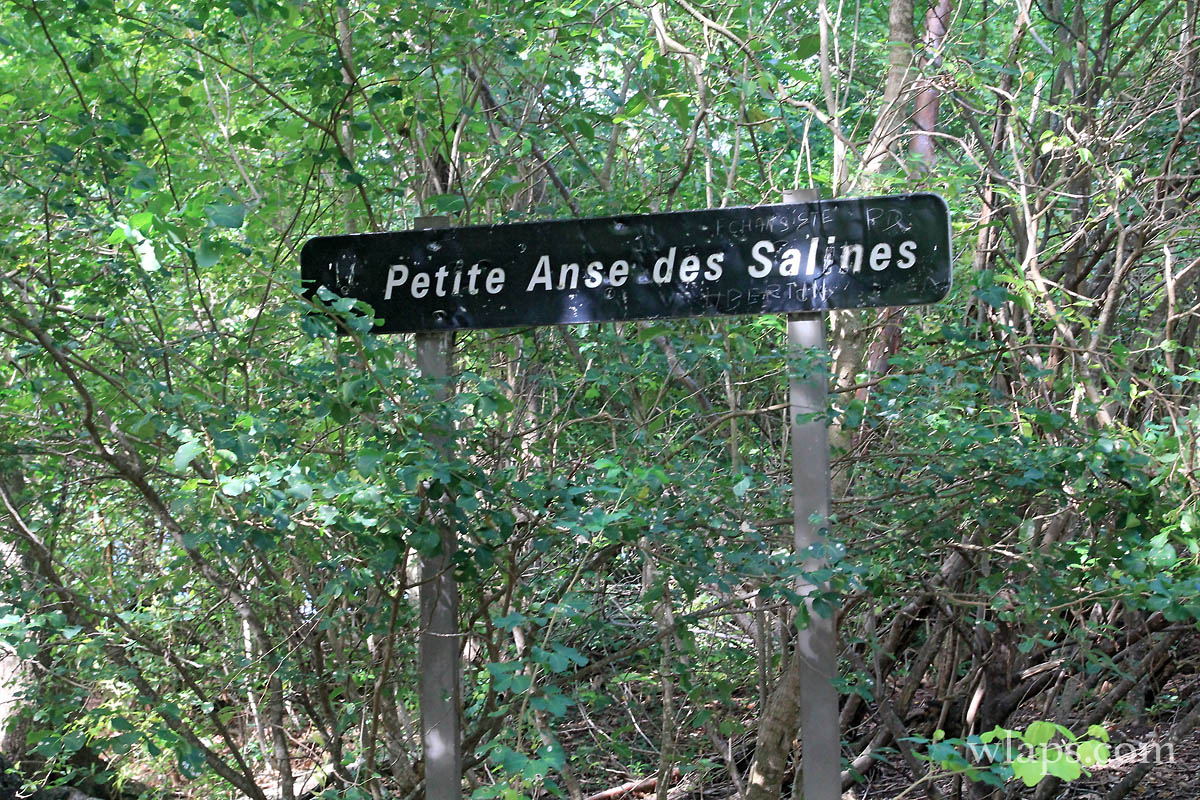 Petite Anse des Salines
wlaps.com